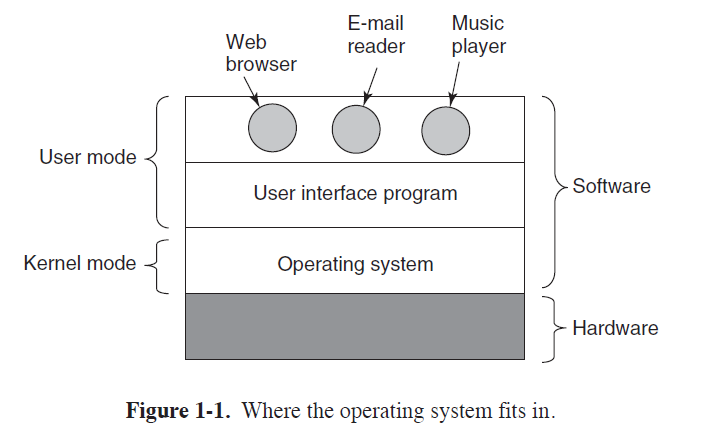 Web
browser
E-mail
reader
Music
player
User mode
User interface program
Software
Kernel mode
Operating system
Hardware
Figure 1-1. Where the operating system fits in.